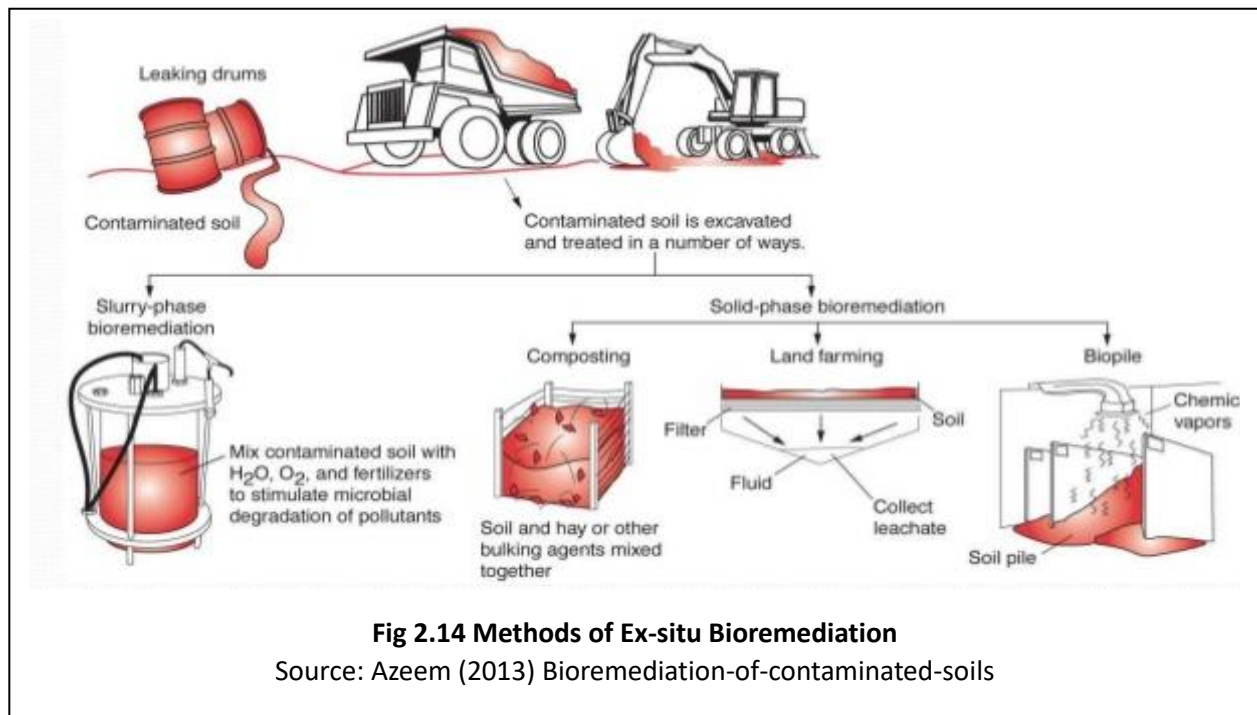 Leaking drums
Contaminated soil
Contaminated soil is excavated
and treated in a number of ways.
Slurry-phase
bioremediation
Mix contaminated soil with
H₂O, O₂, and fertilizers
to stimulate microbial
degradation of pollutants
Solid-phase bioremediation
Composting
Soil and hay or other
bulking agents mixed
together
Land farming
Filter
Soil
Fluid
Collect
leachate
Biopile
Chemic
vapors
Soil pile
Fig 2.14 Methods of Ex-situ Bioremediation
Source: Azeem (2013) Bioremediation-of-contaminated-soils